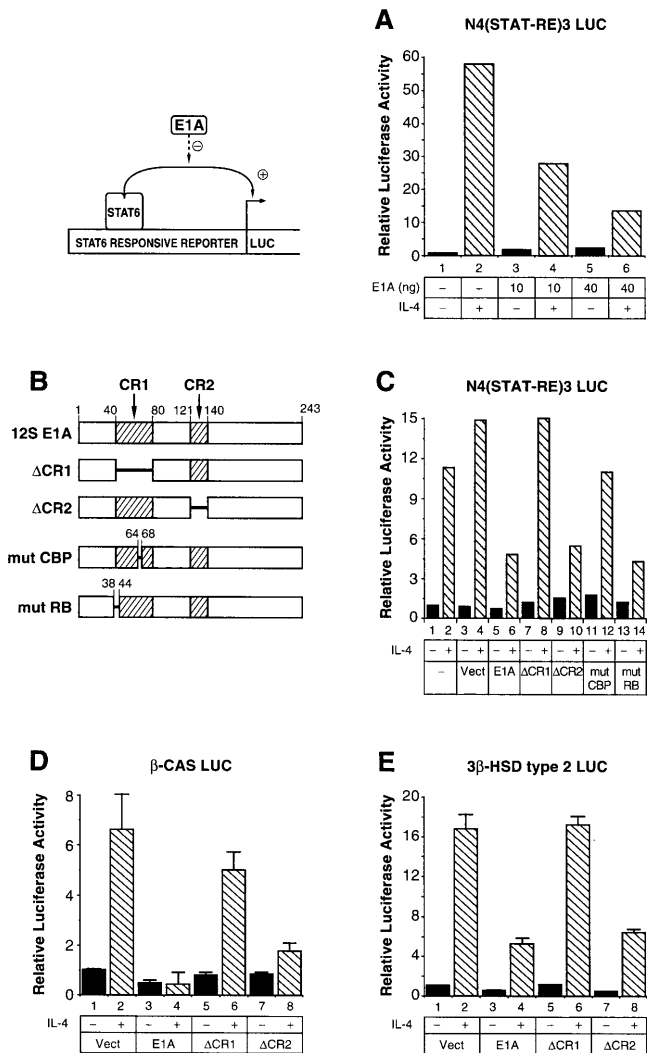 A
N4(STAT-RE)3 LUC
E1A
⊖
⊕
STAT6
STAT6 RESPONSIVE REPORTER
LUC
Relative Luciferase Activity
60
50
40
30
20
10
0
1 2 3 4 5 6
E1A (ng) – – 10 10 40 40
IL-4 – + – + – +
B
CR1 CR2
1 40 80 121 140 243
12S E1A
ΔCR1
ΔCR2
64 68
mut CBP
38 44
mut RB
C
N4(STAT-RE)3 LUC
Relative Luciferase Activity
15
12
9
6
3
0
1 2 3 4 5 6 7 8 9 10 11 12 13 14
IL-4 – + – + – + – + – + – + – +
– Vect E1A ΔCR1 ΔCR2 mut CBP mut RB
D
β-CAS LUC
Relative Luciferase Activity
8
6
4
2
0
1 2 3 4 5 6 7 8
IL-4 – + ~ + – + – +
Vect E1A ΔCR1 ΔCR2
E
3β-HSD type 2 LUC
Relative Luciferase Activity
20
16
12
8
4
0
1 2 3 4 5 6 7 8
IL-4 – + – + – + – +
Vect E1A ΔCR1 ΔCR2